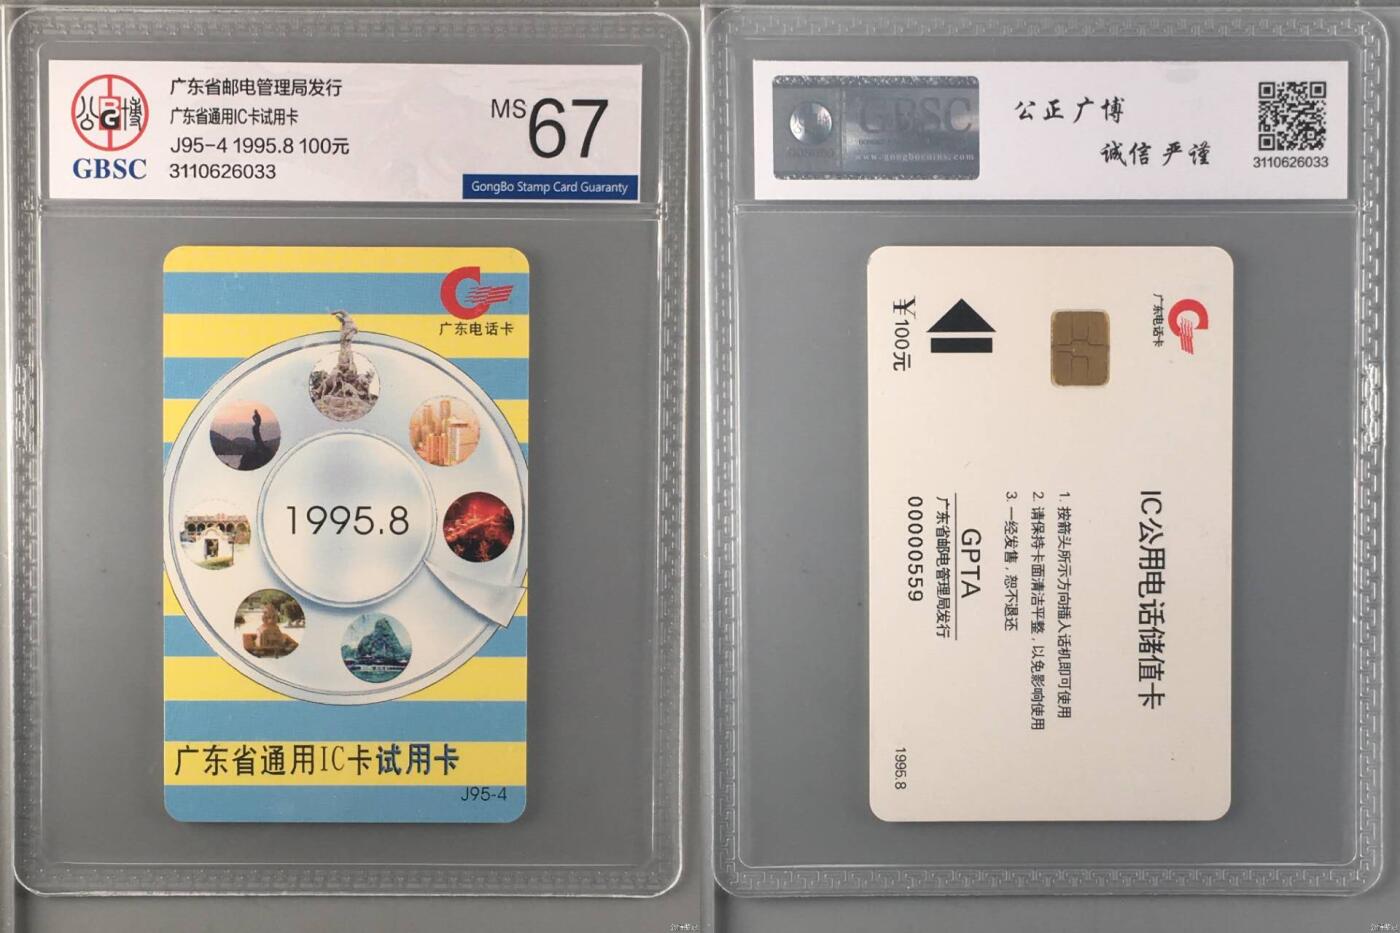 公博
BG
GBSC
广东省邮电管理局发行
广东省通用IC卡试用卡
J95-4 1995.8 100元
3110626033
MS 67
GongBo Stamp Card Guaranty
广东电话卡
1995.8
广东省通用IC卡试用卡
J95-4
GBSC
www.gongbocoins.com
公正广博
诚信严谨
3110626033
广东电话卡
IC公用电话储值卡
1. 按箭头所示方向插入话机即可使用
2. 请保持卡面清洁平整，以免影响使用
3. 一经发售，恕不退还
GPTA
广东省邮电管理局发行
000000559
¥100元
1995.8